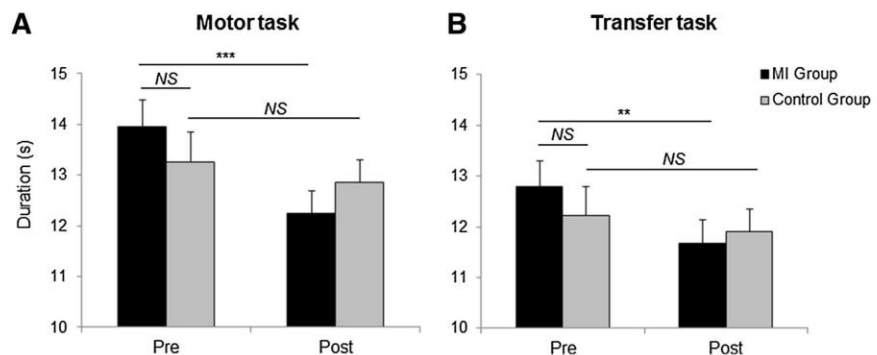 A Motor task
B Transfer task
Duration (s)
15
14
13
12
11
10
***
NS
NS
Pre
Post
15
14
13
12
11
10
**
NS
NS
Pre
Post
MI Group
Control Group